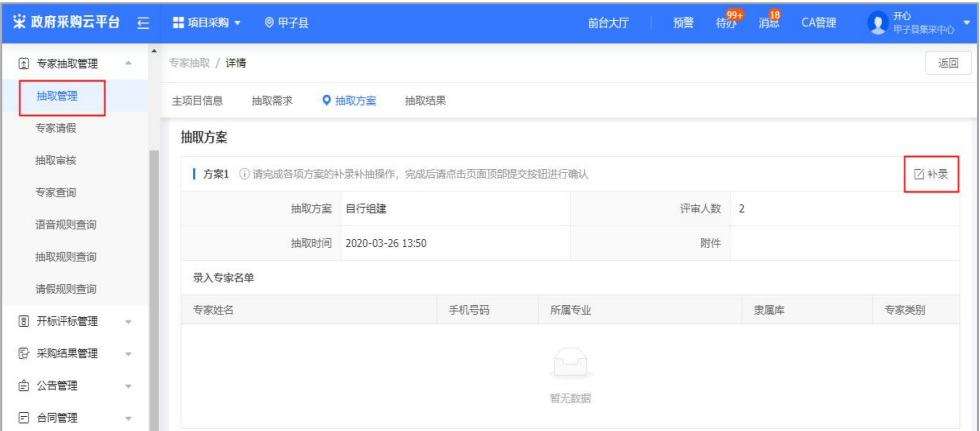 政府采购云平台 项目采购 甲子县 前台大厅 预警 待办 99+ 消息 18 CA管理 开心
甲子县集采中心
专家抽取管理
抽取管理
专家请假
抽取审核
专家查询
语音规则查询
抽取规则查询
请假规则查询
开标评标管理
采购结果管理
公告管理
合同管理
专家抽取 / 详情 返回
主项目信息 抽取需求 抽取方案 抽取结果
抽取方案
方案1 请完成各项方案的补录补抽操作，完成后请点击页面顶部提交按钮进行确认 补录
抽取方案 自行组建 评审人数 2
抽取时间 2020-03-26 13:50 附件
录入专家名单
专家姓名 手机号码 所属专业 隶属库 专家类别
暂无数据